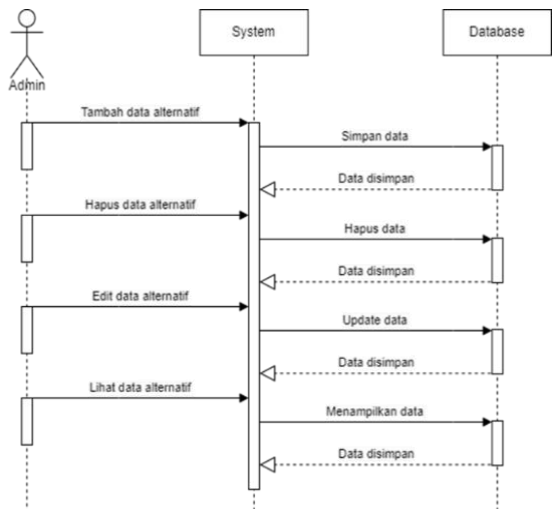 System
Database
Admin
Tambah data alternatif
Simpan data
Data disimpan
Hapus data alternatif
Hapus data
Data disimpan
Edit data alternatif
Update data
Data disimpan
Lihat data alternatif
Menampilkan data
Data disimpan